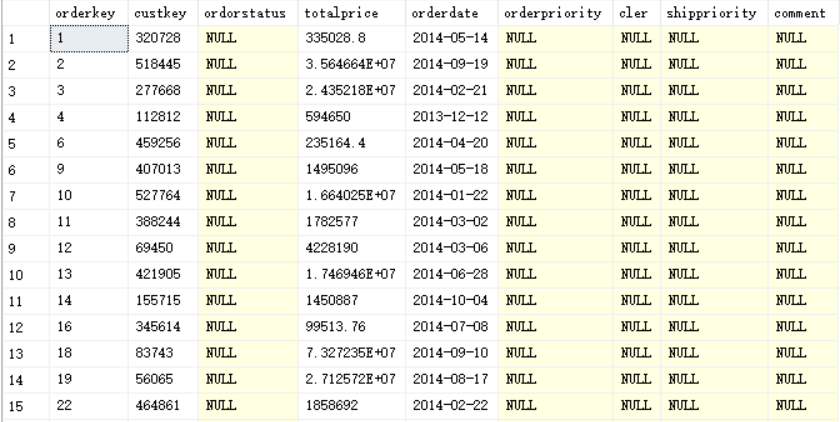 orderkey custkey ordorstatus totalprice orderdate orderpriority cler shippriority comment
1 1 320728 NULL 335028.8 2014-05-14 NULL NULL NULL NULL
2 2 518445 NULL 3.564664E+07 2014-09-19 NULL NULL NULL NULL
3 3 277668 NULL 2.435218E+07 2014-02-21 NULL NULL NULL NULL
4 4 112812 NULL 594650 2013-12-12 NULL NULL NULL NULL
5 6 459256 NULL 235164.4 2014-04-20 NULL NULL NULL NULL
6 9 407013 NULL 1495096 2014-05-18 NULL NULL NULL NULL
7 10 527764 NULL 1.664025E+07 2014-01-22 NULL NULL NULL NULL
8 11 388244 NULL 1782577 2014-03-02 NULL NULL NULL NULL
9 12 69450 NULL 4228190 2014-03-06 NULL NULL NULL NULL
10 13 421905 NULL 1.746946E+07 2014-06-28 NULL NULL NULL NULL
11 14 155715 NULL 1450887 2014-10-04 NULL NULL NULL NULL
12 16 345614 NULL 99513.76 2014-07-08 NULL NULL NULL NULL
13 18 83743 NULL 7.327235E+07 2014-09-10 NULL NULL NULL NULL
14 19 56065 NULL 2.712572E+07 2014-08-17 NULL NULL NULL NULL
15 22 464861 NULL 1858692 2014-02-22 NULL NULL NULL NULL